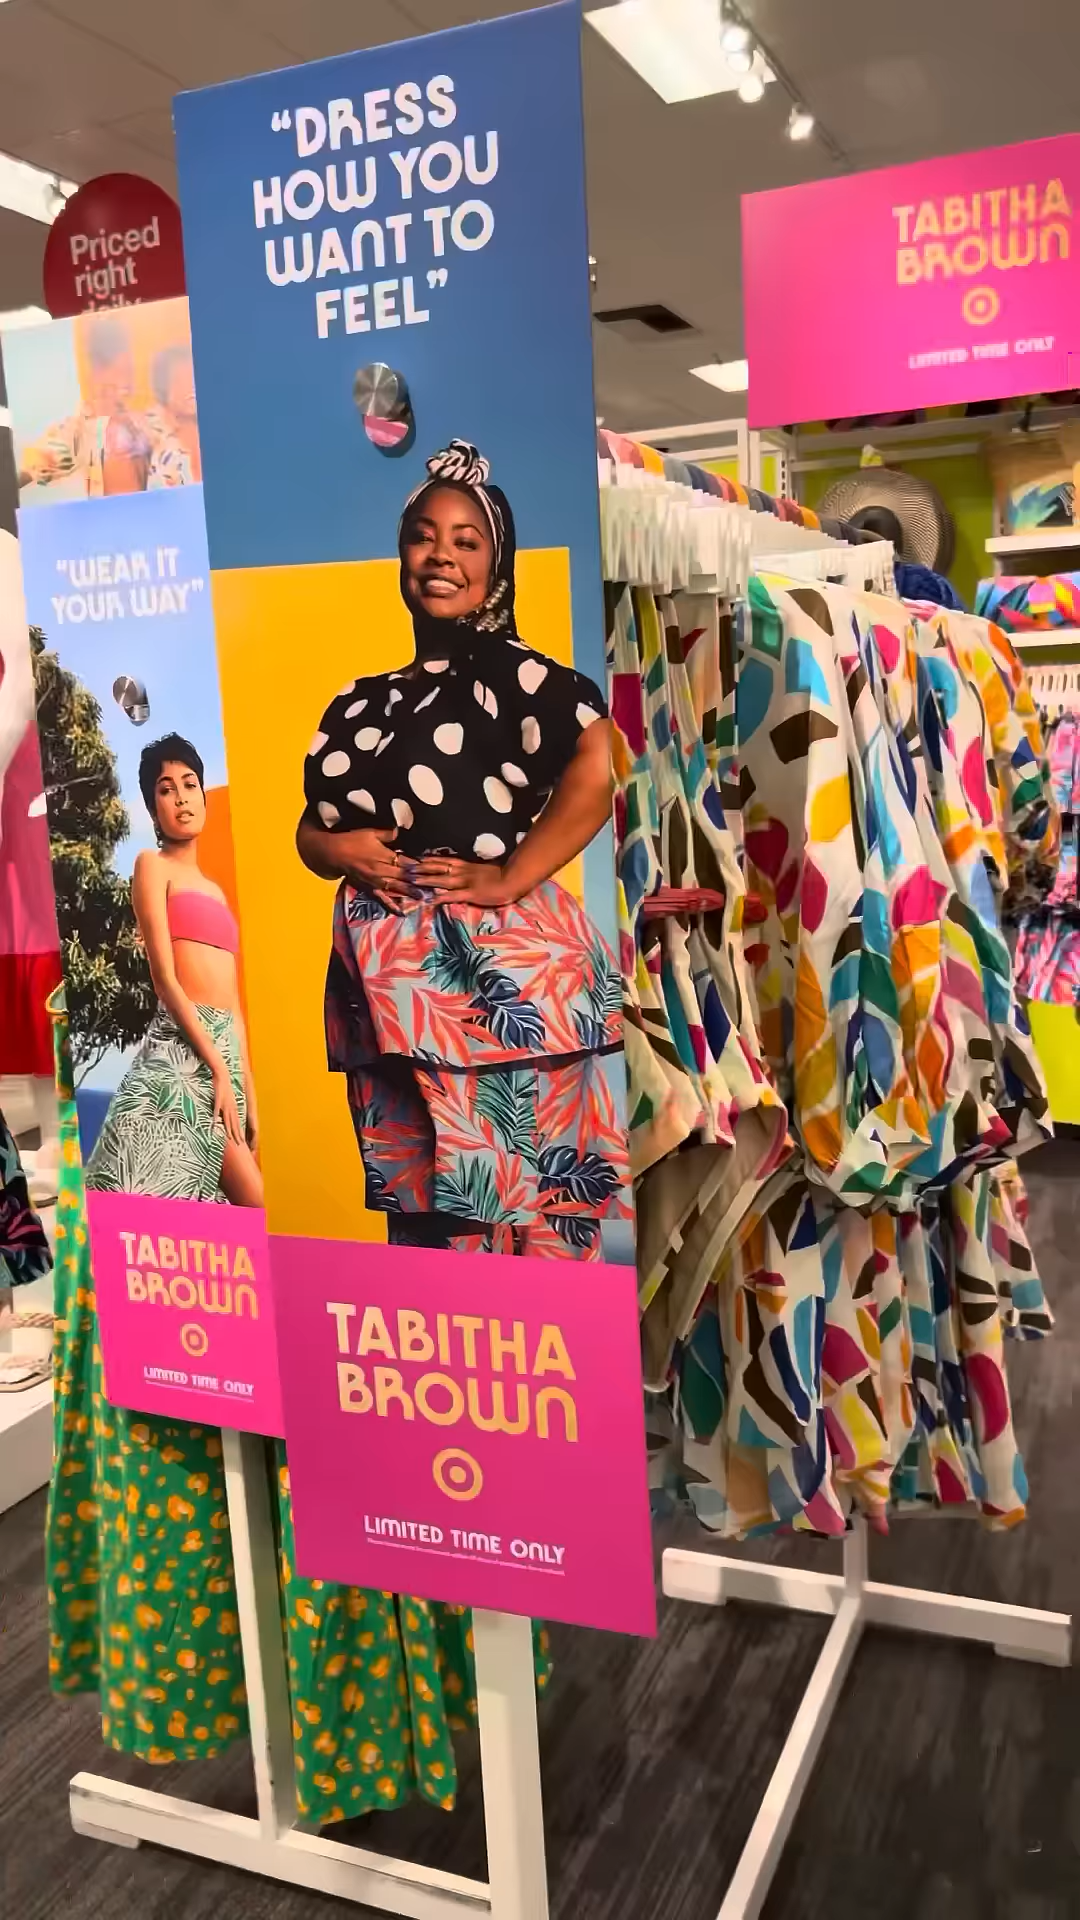 “DRESS
HOW YOU
WANT TO
FEEL”
Priced
right
daily
TABITHA
BROWN
LIMITED TIME ONLY
“WEAR IT
YOUR WAY”
TABITHA
BROWN
LIMITED TIME ONLY
TABITHA
BROWN
LIMITED TIME ONLY